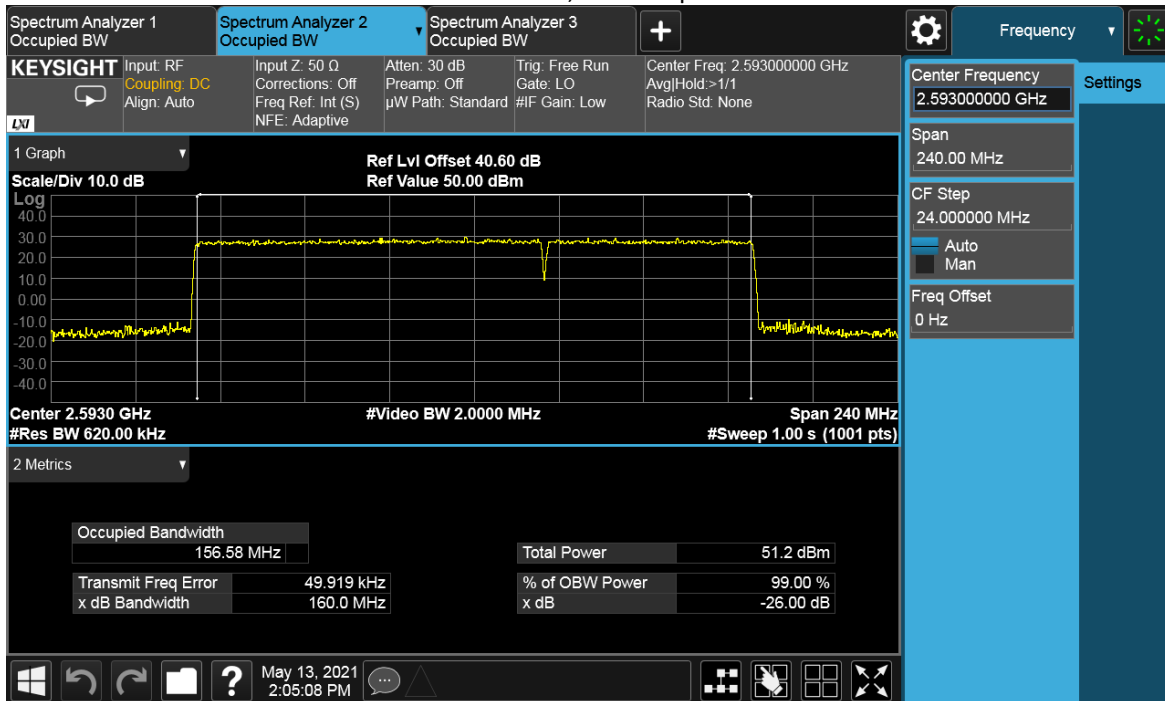 Spectrum Analyzer 1
Occupied BW
Spectrum Analyzer 2
Occupied BW
Spectrum Analyzer 3
Occupied BW
Frequency
KEYSIGHT
LXI
Input: RF
Coupling: DC
Align: Auto
Input Z: 50 Ω
Corrections: Off
Freq Ref: Int (S)
NFE: Adaptive
Atten: 30 dB
Preamp: Off
µW Path: Standard
Trig: Free Run
Gate: LO
#IF Gain: Low
Center Freq: 2.593000000 GHz
Avg|Hold:>1/1
Radio Std: None
Center Frequency
2.593000000 GHz
Settings
Span
240.00 MHz
CF Step
24.000000 MHz
Auto
Man
Freq Offset
0 Hz
1 Graph
Scale/Div 10.0 dB
Ref Lvl Offset 40.60 dB
Ref Value 50.00 dBm
Log
40.0
30.0
20.0
10.0
0.00
-10.0
-20.0
-30.0
-40.0
Center 2.5930 GHz
#Res BW 620.00 kHz
#Video BW 2.0000 MHz
Span 240 MHz
#Sweep 1.00 s (1001 pts)
2 Metrics
Occupied Bandwidth
156.58 MHz
Total Power 51.2 dBm
Transmit Freq Error 49.919 kHz
% of OBW Power 99.00 %
x dB Bandwidth 160.0 MHz
x dB -26.00 dB
?
May 13, 2021
2:05:08 PM